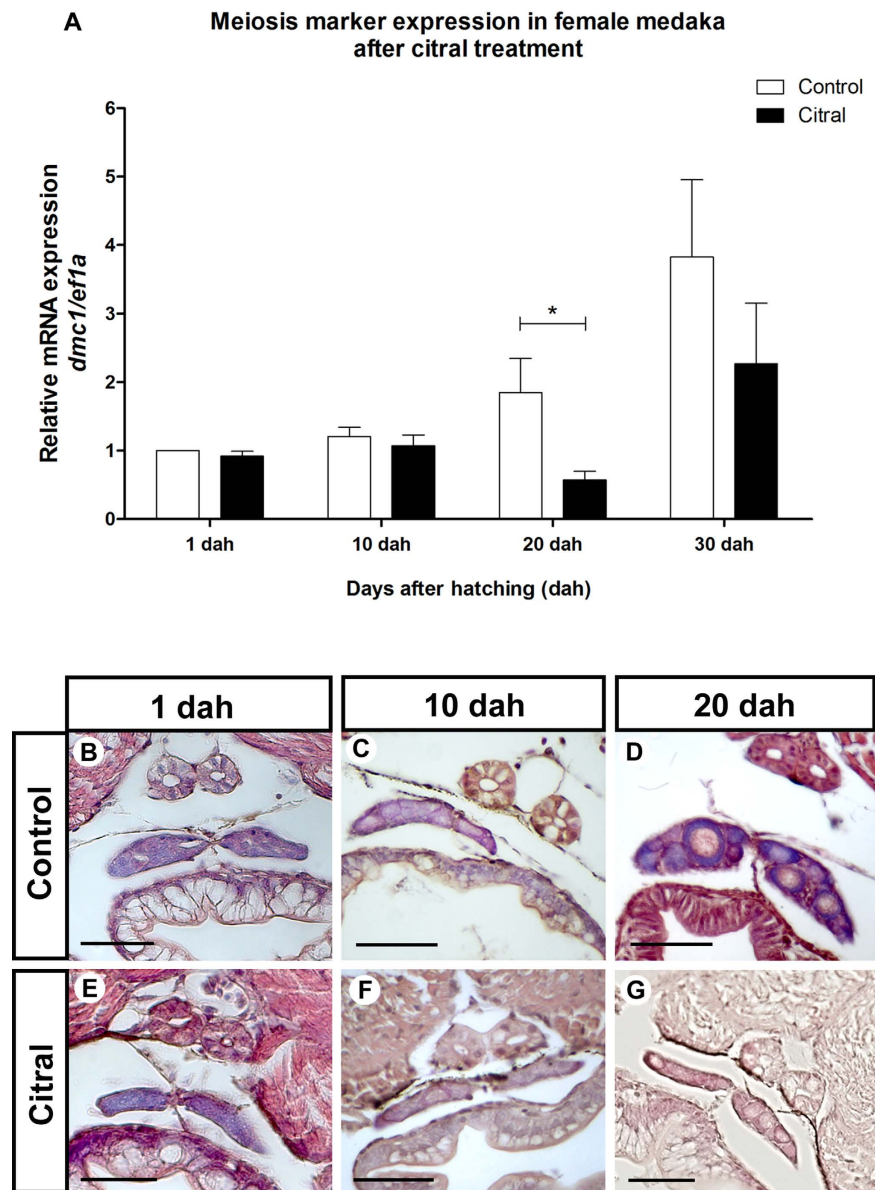 A
Meiosis marker expression in female medaka
after citral treatment
Control
Citral
Relative mRNA expression
dmc1/ef1a
6
5
4
3
2
1
0
*
1 dah
10 dah
20 dah
30 dah
Days after hatching (dah)
1 dah
10 dah
20 dah
Control
B
C
D
Citral
E
F
G